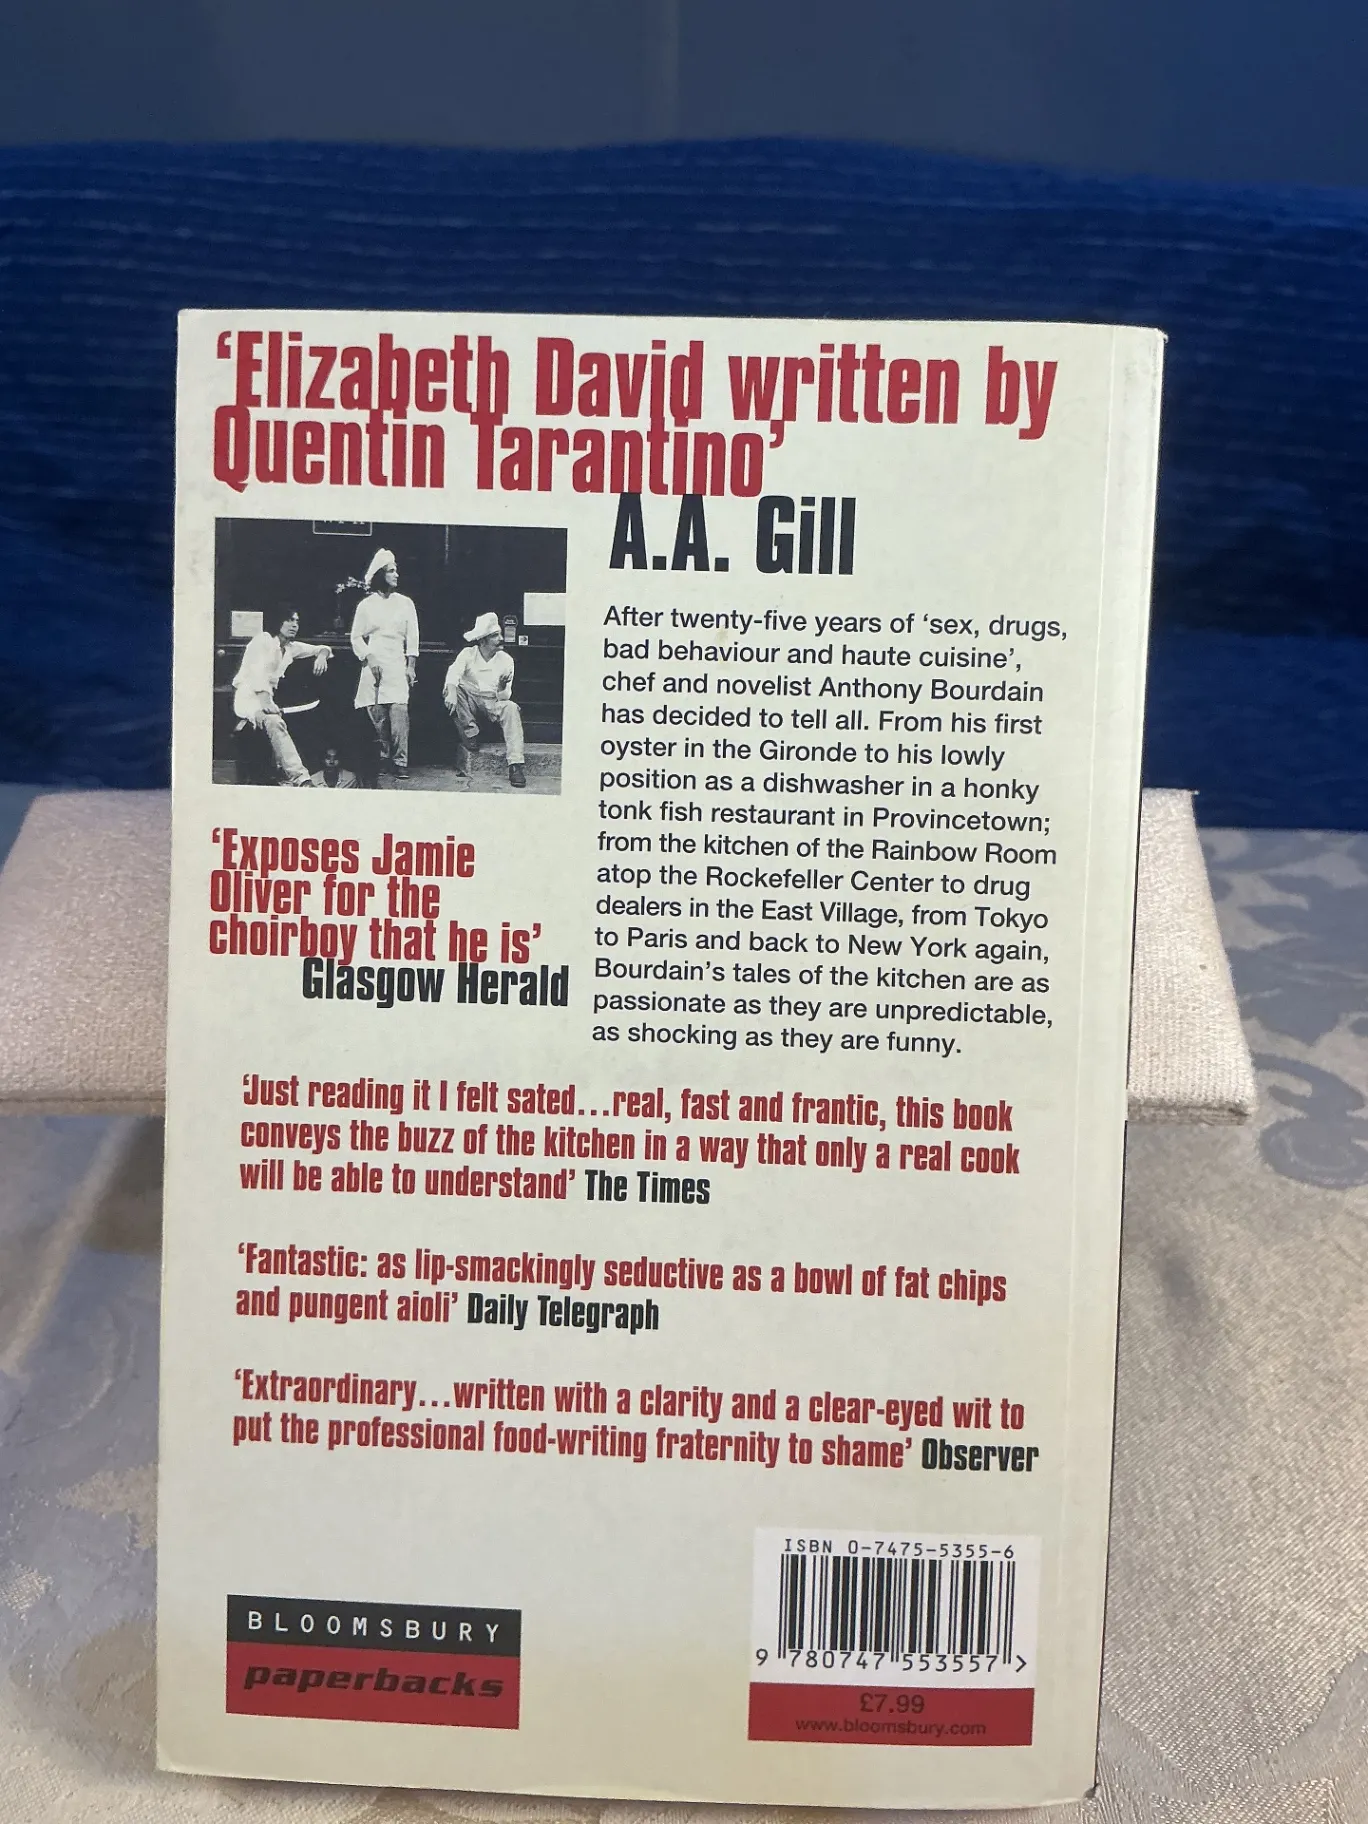 ‘Elizabeth David written by
Quentin Tarantino’
A.A. Gill
After twenty-five years of ‘sex, drugs,
bad behaviour and haute cuisine’,
chef and novelist Anthony Bourdain
has decided to tell all. From his first
oyster in the Gironde to his lowly
position as a dishwasher in a honky
tonk fish restaurant in Provincetown;
from the kitchen of the Rainbow Room
atop the Rockefeller Center to drug
dealers in the East Village, from Tokyo
to Paris and back to New York again,
Bourdain’s tales of the kitchen are as
passionate as they are unpredictable,
as shocking as they are funny.
‘Exposes Jamie
Oliver for the
choirboy that he is’
Glasgow Herald
‘Just reading it I felt sated...real, fast and frantic, this book
conveys the buzz of the kitchen in a way that only a real cook
will be able to understand’ The Times
‘Fantastic: as lip-smackingly seductive as a bowl of fat chips
and pungent aioli’ Daily Telegraph
‘Extraordinary...written with a clarity and a clear-eyed wit to
put the professional food-writing fraternity to shame’ Observer
BLOOMSBURY
paperbacks
ISBN 0-7475-5355-6
9 780747 553557 >
£7.99
www.bloomsbury.com